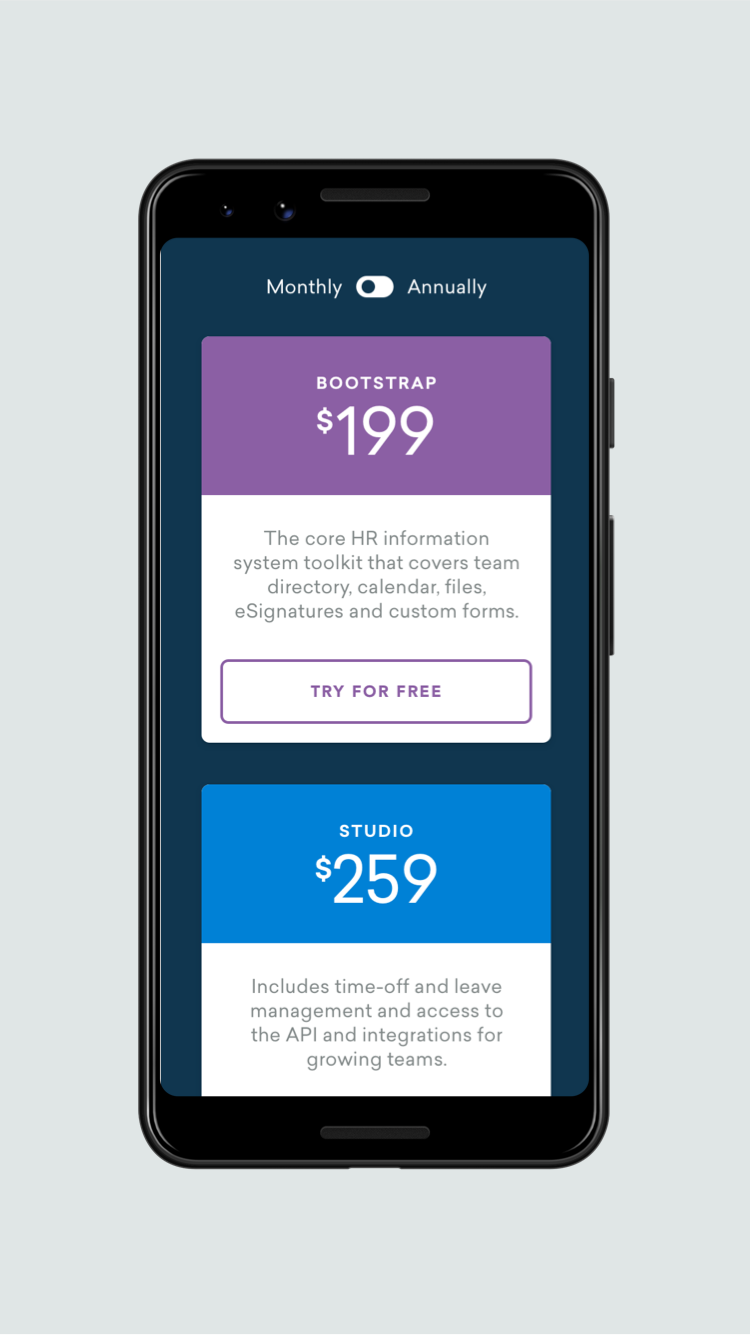 Monthly Annually
BOOTSTRAP
$199
The core HR information
system toolkit that covers team
directory, calendar, files,
eSignatures and custom forms.
TRY FOR FREE
STUDIO
$259
Includes time-off and leave
management and access to
the API and integrations for
growing teams.